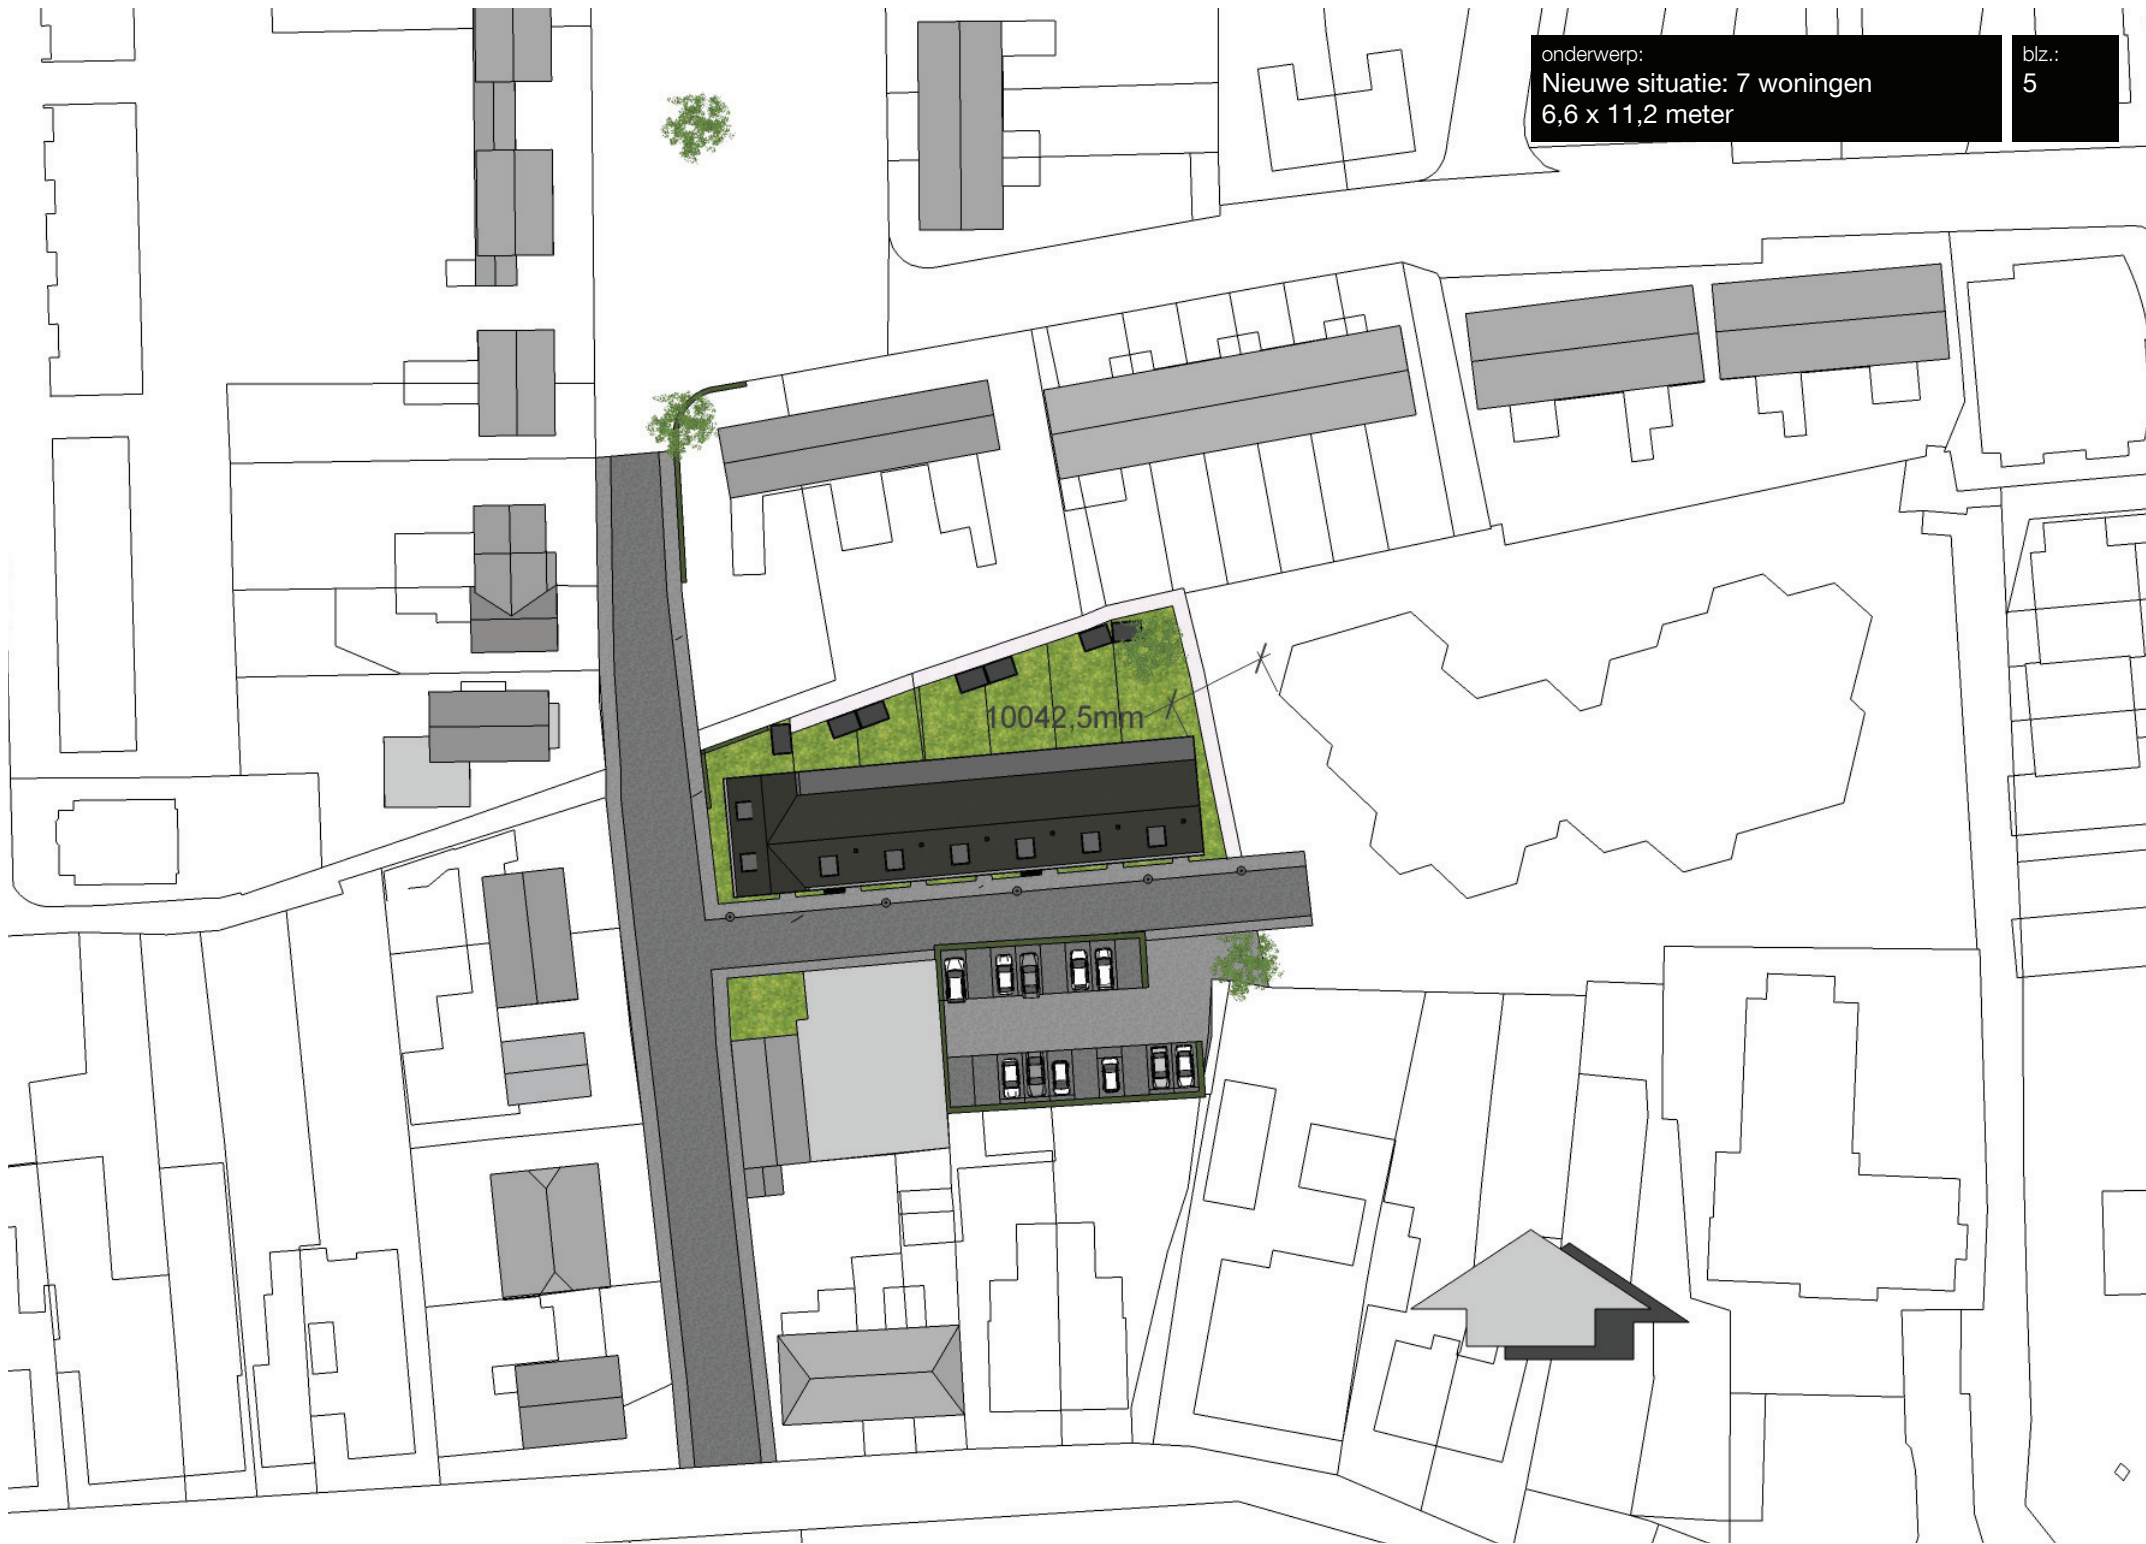 onderwerp:
Nieuwe situatie: 7 woningen
6,6 x 11,2 meter
blz.:
5
10042,5mm